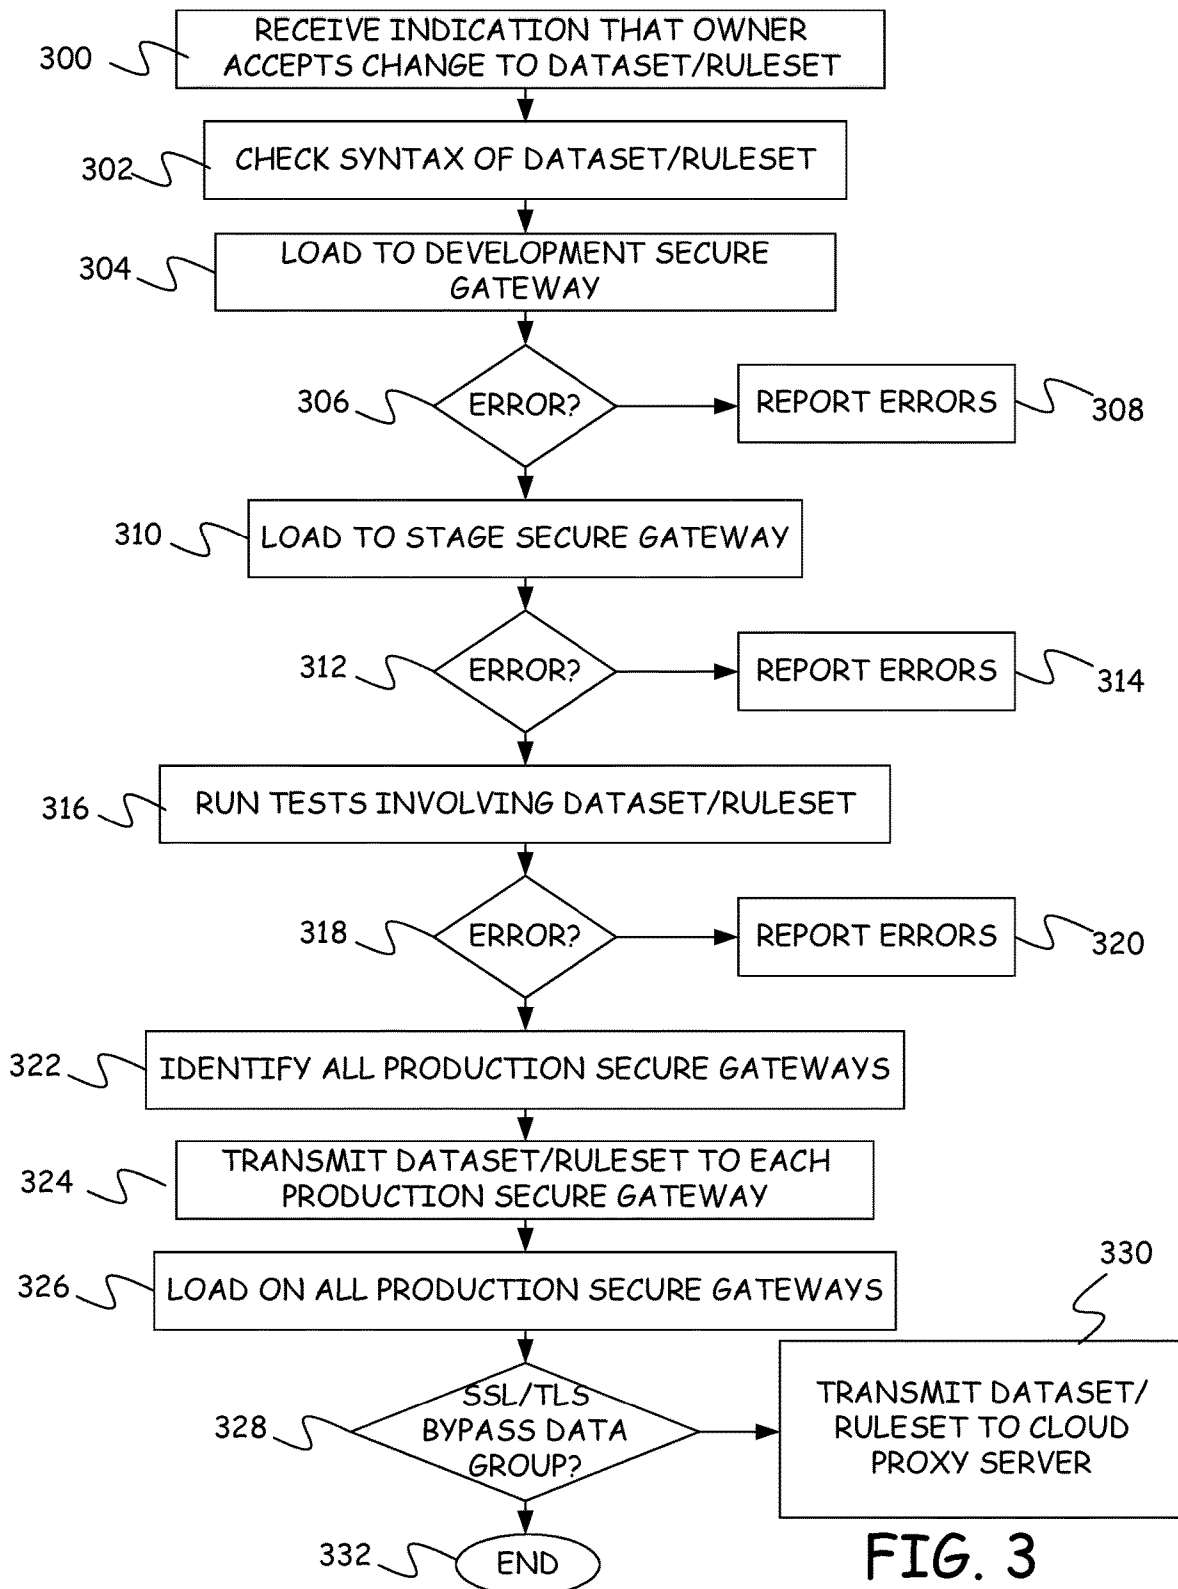 300
RECEIVE INDICATION THAT OWNER
ACCEPTS CHANGE TO DATASET/RULESET
302
CHECK SYNTAX OF DATASET/RULESET
304
LOAD TO DEVELOPMENT SECURE
GATEWAY
306
ERROR?
REPORT ERRORS
308
310
LOAD TO STAGE SECURE GATEWAY
312
ERROR?
REPORT ERRORS
314
316
RUN TESTS INVOLVING DATASET/RULESET
318
ERROR?
REPORT ERRORS
320
322
IDENTIFY ALL PRODUCTION SECURE GATEWAYS
324
TRANSMIT DATASET/RULESET TO EACH
PRODUCTION SECURE GATEWAY
326
LOAD ON ALL PRODUCTION SECURE GATEWAYS
328
SSL/TLS
BYPASS DATA
GROUP?
330
TRANSMIT DATASET/
RULESET TO CLOUD
PROXY SERVER
332
END
FIG. 3